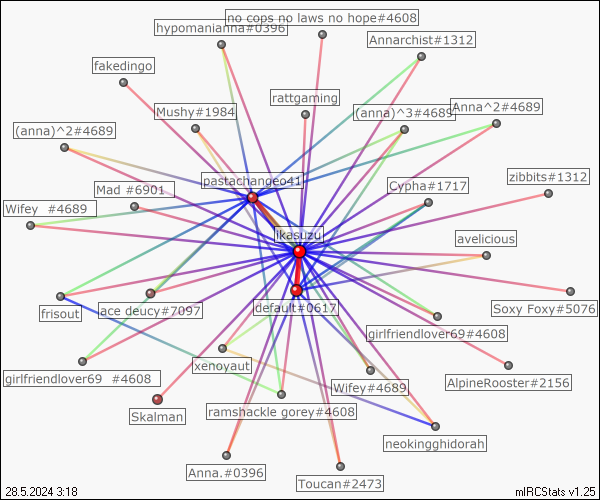 no cops no laws no hope#4608
hypomanianna#0396
Annarchist#1312
fakedingo
rattgaming
Mushy#1984
(anna)^3#4689
Anna^2#4689
(anna)^2#4689
pastachangeo41
zibbits#1312
Mad #6901
Cypha#1717
Wifey #4689
ikasuzu
avelicious
frisout
ace deucy#7097
default#0617
Soxy Foxy#5076
girlfriendlover69#4608
xenoyaut
girlfriendlover69 #4608
Wifey#4689
AlpineRooster#2156
Skalman
ramshackle gorey#4608
neokingghidorah
Anna.#0396
Toucan#2473
28.5.2024 3:18
mIRCStats v1.25